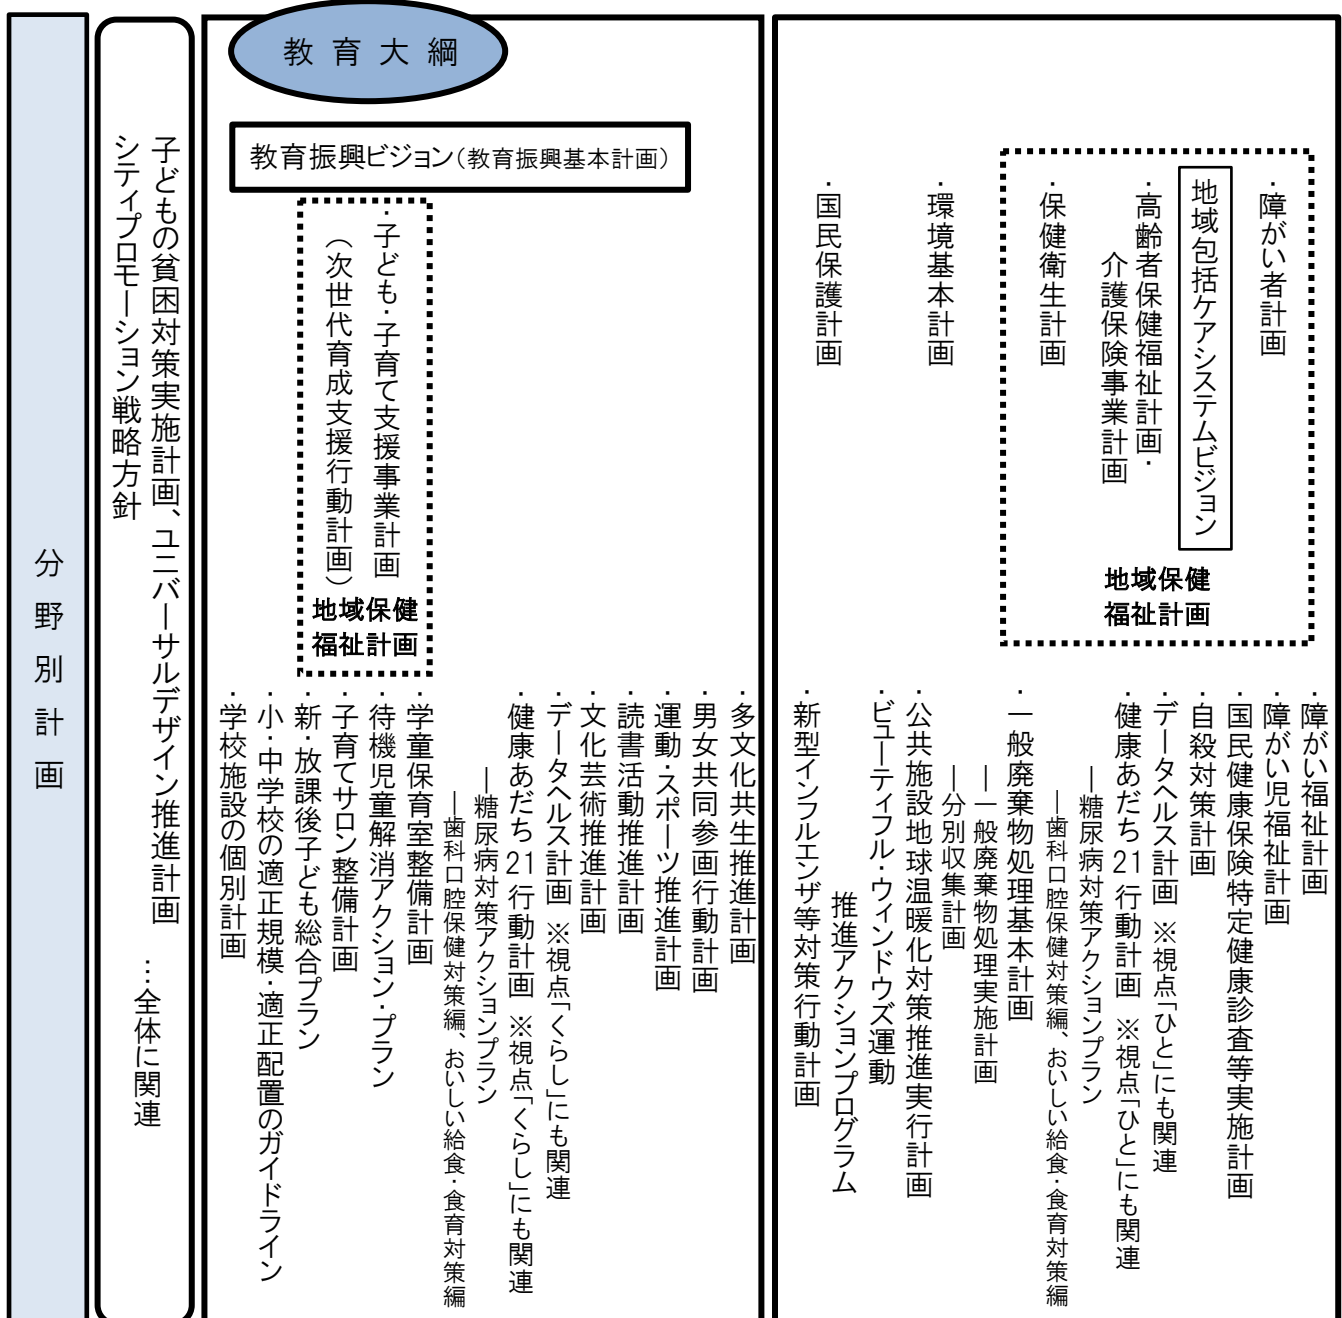 分野別計画
子どもの貧困対策実施計画、ユニバーサルデザイン推進計画
シティプロモーション戦略方針
…全体に関連
教育大綱
教育振興ビジョン（教育振興基本計画）
・子ども・子育て支援事業計画
（次世代育成支援行動計画）
地域保健
福祉計画
・多文化共生推進計画
・男女共同参画行動計画
・運動・スポーツ推進計画
・読書活動推進計画
・文化芸術推進計画
・データヘルス計画 ※視点「くらし」にも関連
・健康あだち21行動計画 ※視点「くらし」にも関連
―糖尿病対策アクションプラン
―歯科口腔保健対策編、おいしい給食・食育対策編
・学童保育室整備計画
・待機児童解消アクション・プラン
・子育てサロン整備計画
・新・放課後子ども総合プラン
・小・中学校の適正規模・適正配置のガイドライン
・学校施設の個別計画
・障がい者計画
地域包括ケアシステムビジョン
・高齢者保健福祉計画・
介護保険事業計画
・保健衛生計画
地域保健
福祉計画
・環境基本計画
・国民保護計画
・障がい福祉計画
・障がい児福祉計画
・国民健康保険特定健康診査等実施計画
・自殺対策計画
・データヘルス計画 ※視点「ひと」にも関連
・健康あだち21行動計画 ※視点「ひと」にも関連
―糖尿病対策アクションプラン
―歯科口腔保健対策編、おいしい給食・食育対策編
・一般廃棄物処理基本計画
―一般廃棄物処理実施計画
―分別収集計画
・公共施設地球温暖化対策推進実行計画
・ビューティフル・ウィンドウズ運動
推進アクションプログラム
・新型インフルエンザ等対策行動計画